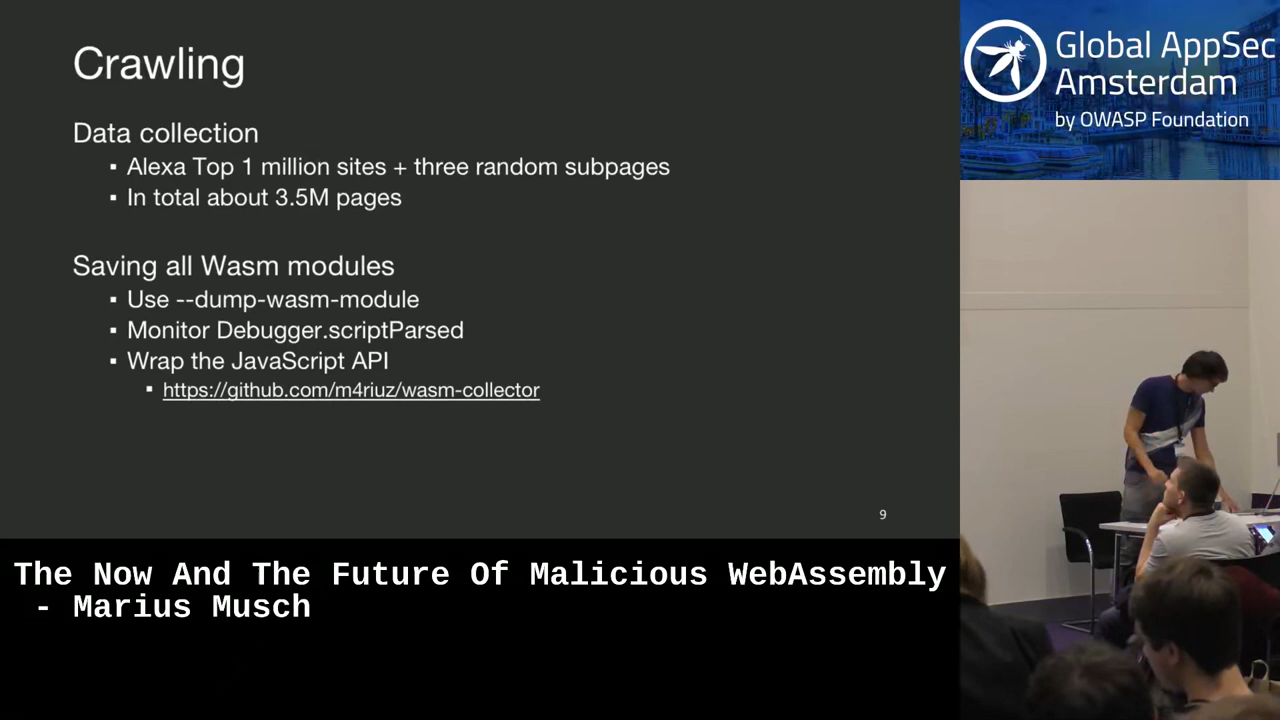 Crawling
Data collection
▪ Alexa Top 1 million sites + three random subpages
▪ In total about 3.5M pages
Saving all Wasm modules
▪ Use --dump-wasm-module
▪ Monitor Debugger.scriptParsed
▪ Wrap the JavaScript API
▪ https://github.com/m4riuz/wasm-collector
9
Global AppSec
Amsterdam
by OWASP Foundation
The Now And The Future Of Malicious WebAssembly
- Marius Musch